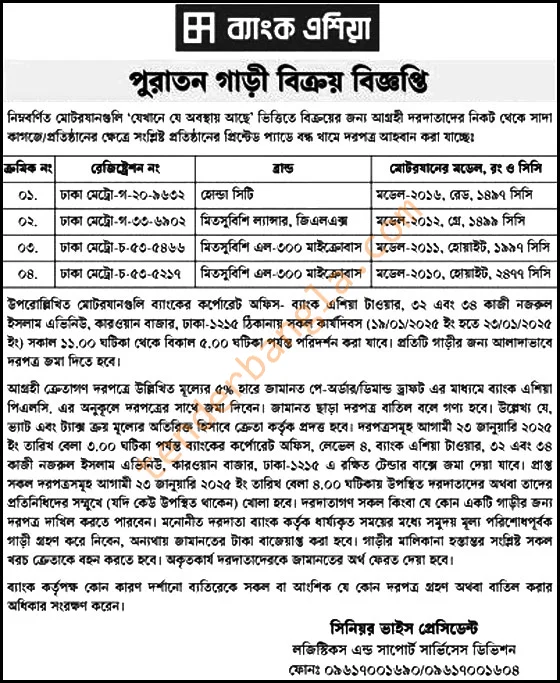 ব্যাংক এশিয়া
পুরাতন গাড়ী বিক্রয় বিজ্ঞপ্তি
নিম্নবর্ণিত মোটরযানগুলি ‘যেখানে যে অবস্থায় আছে’ ভিত্তিতে বিক্রয়ের জন্য আগ্রহী দরদাতাদের নিকট থেকে সাদা
কাগজে/প্রতিষ্ঠানের ক্ষেত্রে সংশ্লিষ্ট প্রতিষ্ঠানের প্রিন্টেড প্যাডে বন্ধ খামে দরপত্র আহবান করা যাচ্ছেঃ
ক্রমিক নং রেজিষ্ট্রেশন নং ব্রান্ড মোটরযানের মডেল, রং ও সিসি
০১. ঢাকা মেট্রো-গ-২০-৯৬৩২ হোন্ডা সিটি মডেল-২০১৬, রেড, ১৪৯৭ সিসি
০২. ঢাকা মেট্রো-গ-৩৩-৬৯০২ মিতসুবিশি ল্যান্সার, জিএলএক্স মডেল-২০১২, গ্রে, ১৪৯৯ সিসি
০৩. ঢাকা মেট্রো-চ-৫৩-৫৪৬৬ মিতসুবিশি এল-৩০০ মাইক্রোবাস মডেল-২০১১, হোয়াইট, ১৯৯৭ সিসি
০৪. ঢাকা মেট্রো-চ-৫৩-৫২১৭ মিতসুবিশি এল-৩০০ মাইক্রোবাস মডেল-২০১০, হোয়াইট, ২৪৭৭ সিসি
উপরোল্লিখিত মোটরযানগুলি ব্যাংকের কর্পোরেট অফিস- ব্যাংক এশিয়া টাওয়ার, ৩২ এবং ৩৪ কাজী নজরুল
ইসলাম এভিনিউ, কারওয়ান বাজার, ঢাকা-১২১৫ ঠিকানায় সকল কার্যদিবস (১৯/০১/২০২৫ ইং হতে ২৩/০১/২০২৫
ইং) সকাল ১১.০০ ঘটিকা থেকে বিকাল ৫.০০ ঘটিকা পর্যন্ত পরিদর্শন করা যাবে। প্রতিটি গাড়ীর জন্য আলাদাভাবে
দরপত্র জমা দিতে হবে।
আগ্রহী ক্রেতাগণ দরপত্রে উল্লিখিত মূল্যের ৫% হারে জামানত পে-অর্ডার/ডিমান্ড ড্রাফট এর মাধ্যমে ব্যাংক এশিয়া
পিএলসি. এর অনুকূলে দরপত্রের সাথে জমা দিবেন। জামানত ছাড়া দরপত্র বাতিল বলে গণ্য হবে। উল্লেখ্য যে,
ভ্যাট এবং ট্যাক্স ক্রয় মূল্যের অতিরিক্ত হিসাবে ক্রেতা কর্তৃক প্রদত্ত হবে। দরপত্রসমূহ আগামী ২৩ জানুয়ারি ২০২৫
ইং তারিখ বেলা ৩.০০ ঘটিকা পর্যন্ত ব্যাংকের কর্পোরেট অফিস, লেভেল ৪, ব্যাংক এশিয়া টাওয়ার, ৩২ এবং ৩৪
কাজী নজরুল ইসলাম এভিনিউ, কারওয়ান বাজার, ঢাকা-১২১৫ এ রক্ষিত টেন্ডার বাক্সে জমা দেয়া যাবে। প্রাপ্ত
সকল দরপত্রসমূহ আগামী ২৩ জানুয়ারি ২০২৫ ইং তারিখ বেলা ৪.০০ ঘটিকায় উপস্থিত দরদাতাদের অথবা তাদের
প্রতিনিধিদের সম্মুখে (যদি কেউ উপস্থিত থাকেন) খোলা হবে। দরদাতাগণ সকল কিংবা যে কোন একটি গাড়ীর জন্য
দরপত্র দাখিল করতে পারবেন। মনোনীত দরদাতা ব্যাংক কর্তৃক ধার্য্যকৃত সময়ের মধ্যে সমুদয় মূল্য পরিশোধপূর্বক
গাড়ী গ্রহণ করে নিবেন, অন্যথায় জামানতের টাকা বাজেয়াপ্ত করা হবে। গাড়ীর মালিকানা হস্তান্তর সংশ্লিষ্ট সকল
খরচ ক্রেতাকে বহন করতে হবে। অকৃতকার্য দরদাতাদেরকে জামানতের অর্থ ফেরত দেয়া হবে।
ব্যাংক কর্তৃপক্ষ কোন কারণ দর্শানো ব্যতিরেকে সকল বা আংশিক যে কোন দরপত্র গ্রহণ অথবা বাতিল করার
অধিকার সংরক্ষণ করেন।
সিনিয়র ভাইস প্রেসিডেন্ট
লজিস্টিকস এন্ড সাপোর্ট সার্ভিসেস ডিভিশন
ফোনঃ ০৯৬১৭০০১৬৯০/০৯৬১৭০০১৬০৪
tenderbangla.com